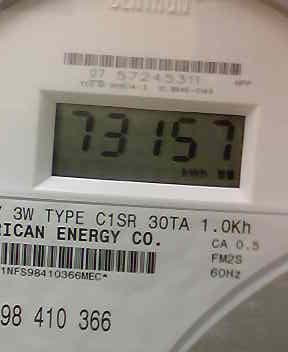 07 57245311
73157
kWh
V 3W TYPE C1SR 30TA 1.0Kh
RICAN ENERGY CO.
CA 0.5
FM2S
60Hz
1NFS98410366MEC*
98 410 366